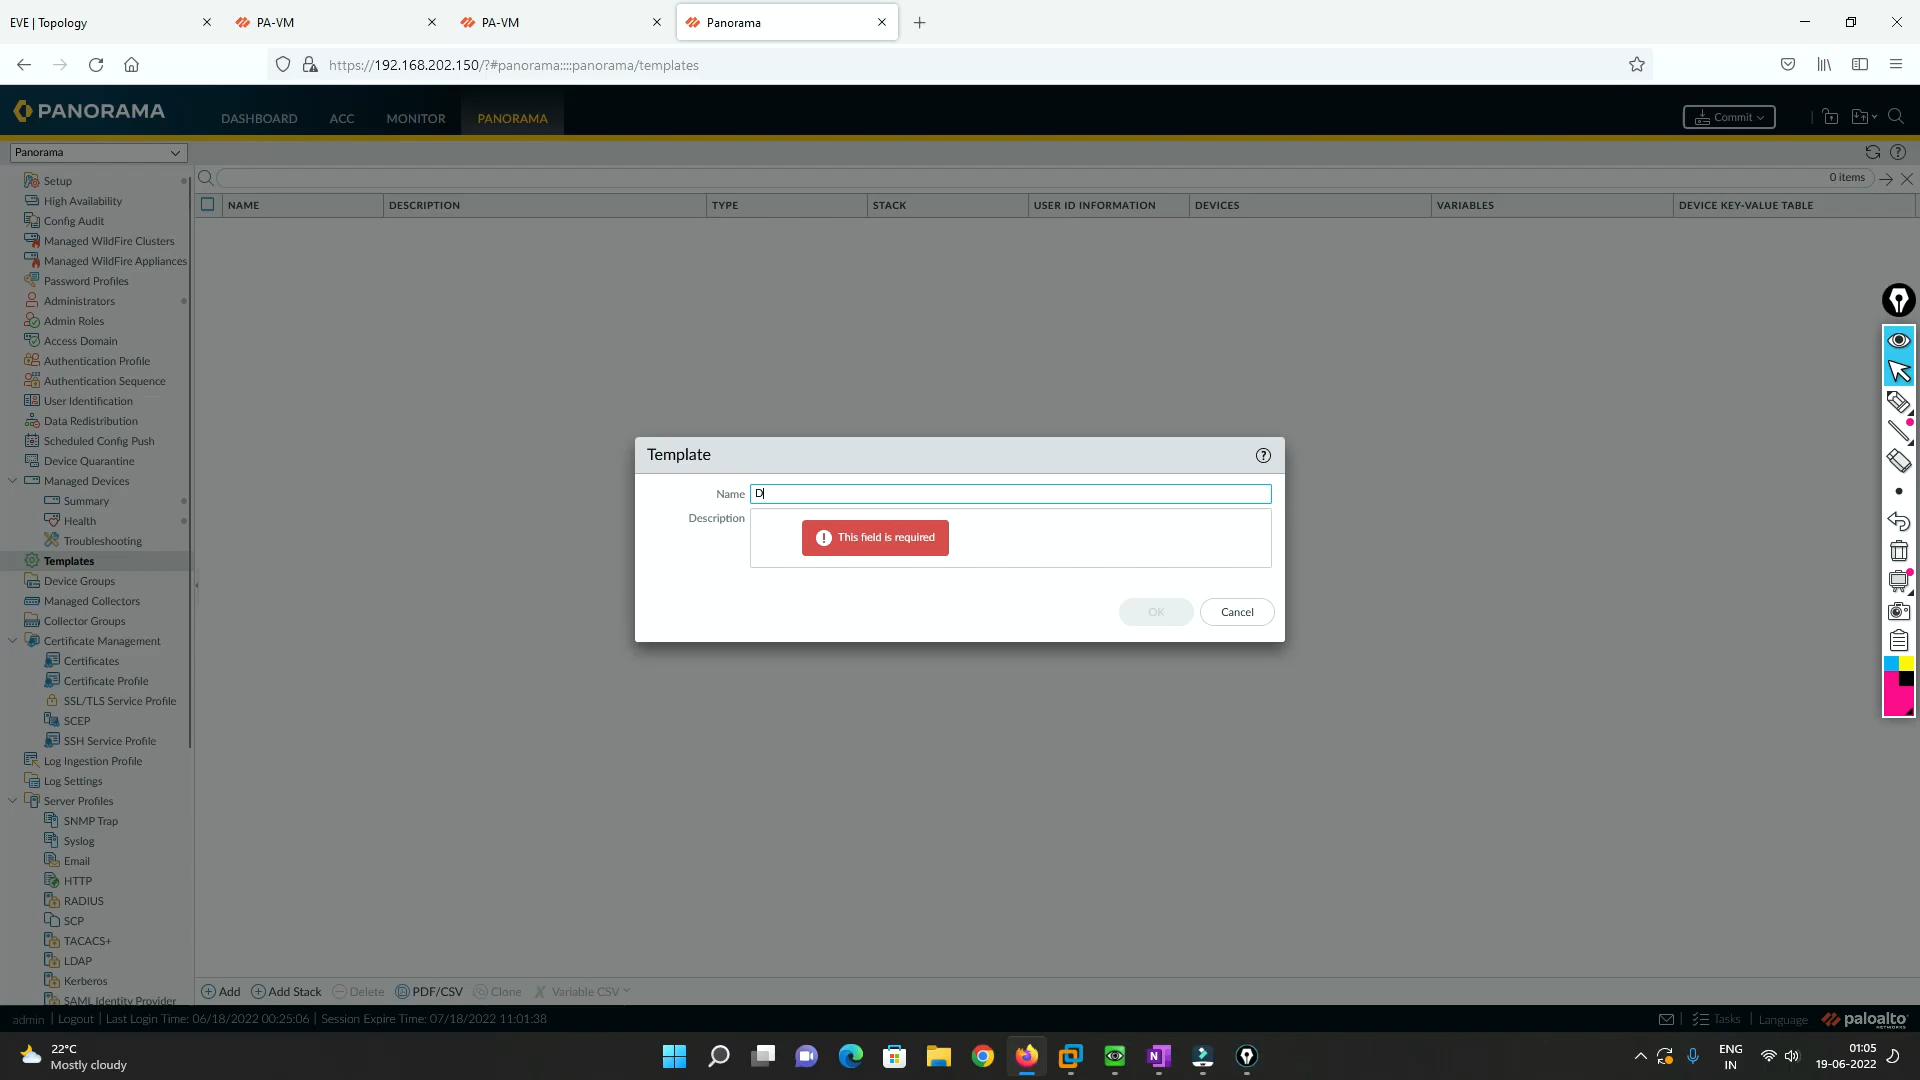 EVE | Topology
PA-VM
PA-VM
Panorama
https://192.168.202.150/?#panorama::::panorama/templates
PANORAMA
DASHBOARD
ACC
MONITOR
PANORAMA
Commit
Panorama
0 items
Setup
High Availability
Config Audit
Managed WildFire Clusters
Managed WildFire Appliances
Password Profiles
Administrators
Admin Roles
Access Domain
Authentication Profile
Authentication Sequence
User Identification
Data Redistribution
Scheduled Config Push
Device Quarantine
Managed Devices
Summary
Health
Troubleshooting
Templates
Device Groups
Managed Collectors
Collector Groups
Certificate Management
Certificates
Certificate Profile
SSL/TLS Service Profile
SCEP
SSH Service Profile
Log Ingestion Profile
Log Settings
Server Profiles
SNMP Trap
Syslog
Email
HTTP
RADIUS
SCP
TACACS+
LDAP
Kerberos
SAML Identity Provider
NAME
DESCRIPTION
TYPE
STACK
USER ID INFORMATION
DEVICES
VARIABLES
DEVICE KEY-VALUE TABLE
Template
Name
D
Description
This field is required
OK
Cancel
Add
Add Stack
Delete
PDF/CSV
Clone
Variable CSV
admin | Logout | Last Login Time: 06/18/2022 00:25:06 | Session Expire Time: 07/18/2022 11:01:38
Tasks | Language
paloalto
NETWORKS
22°C
Mostly cloudy
ENG
IN
01:05
19-06-2022